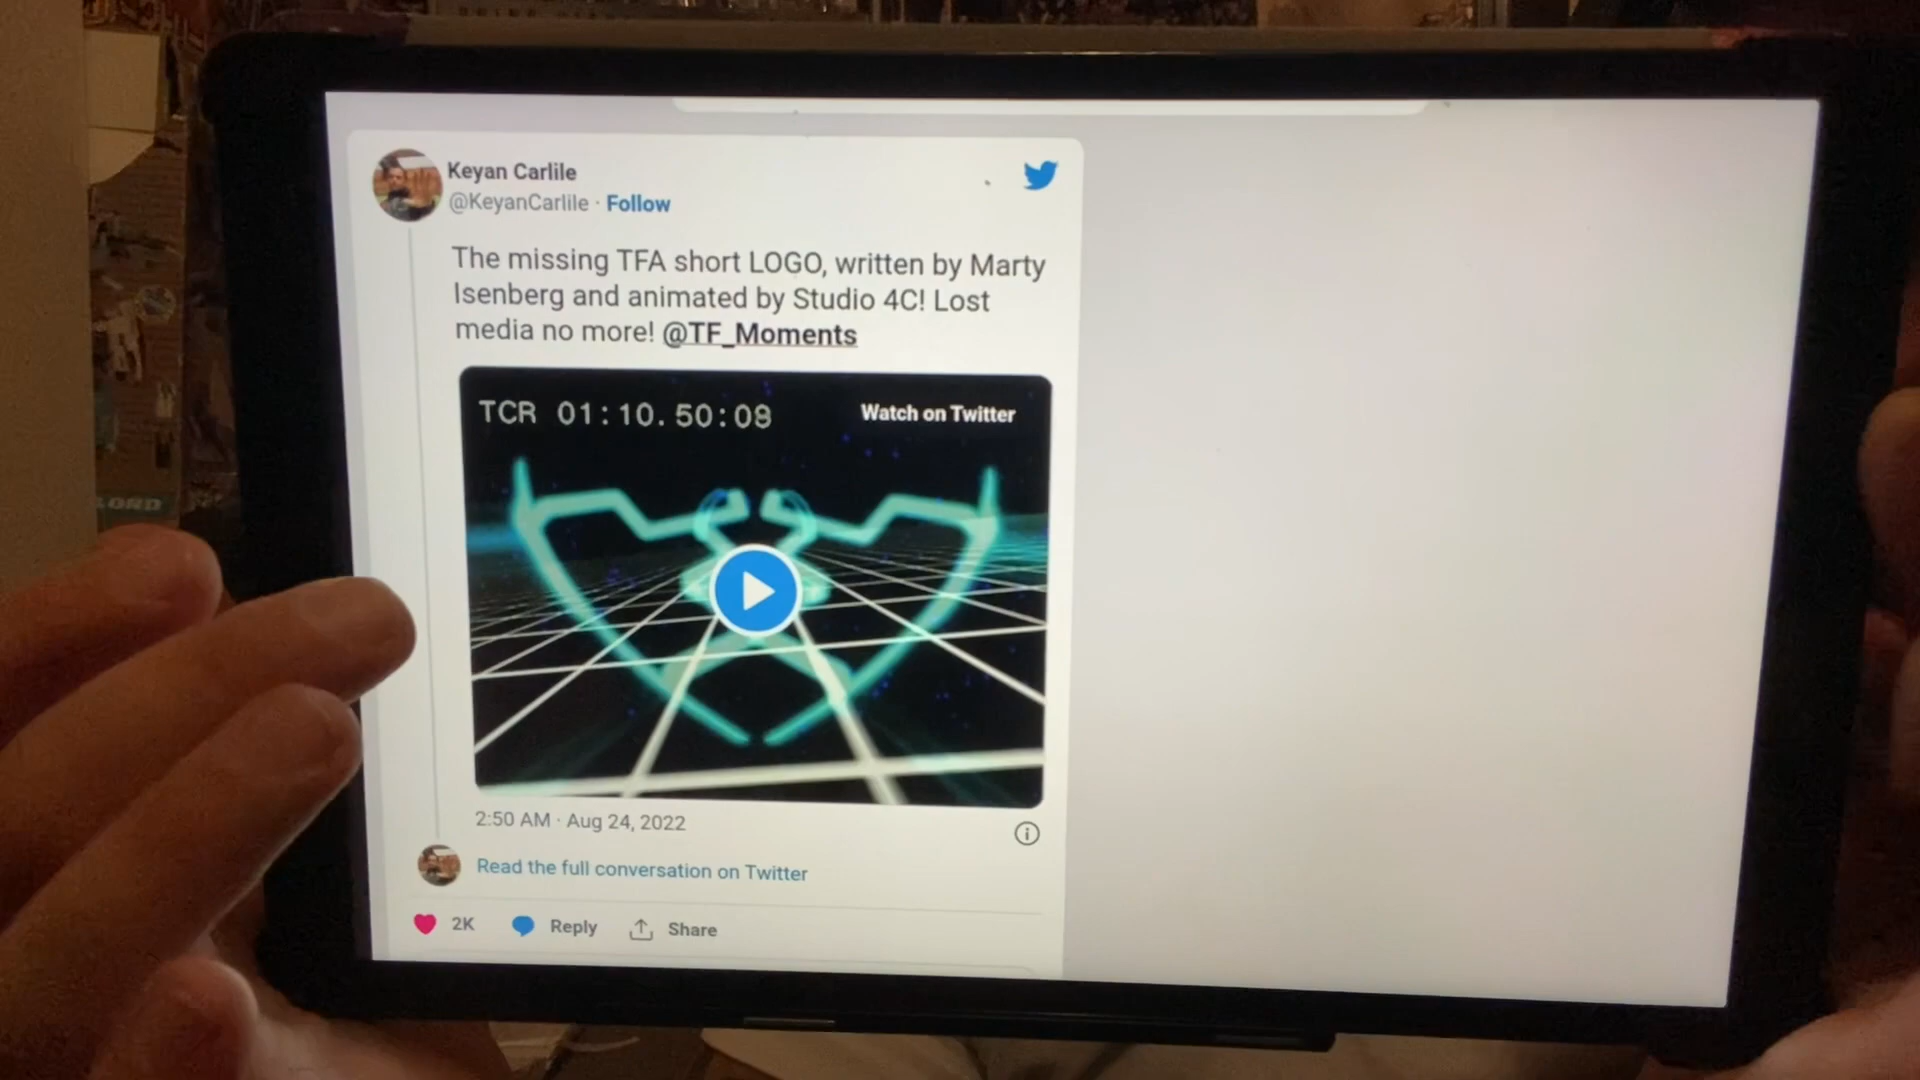 Keyan Carlile
@KeyanCarlile · Follow
The missing TFA short LOGO, written by Marty
Isenberg and animated by Studio 4C! Lost
media no more! @TF_Moments
TCR 01:10.50:08
Watch on Twitter
2:50 AM · Aug 24, 2022
Read the full conversation on Twitter
2K
Reply
Share